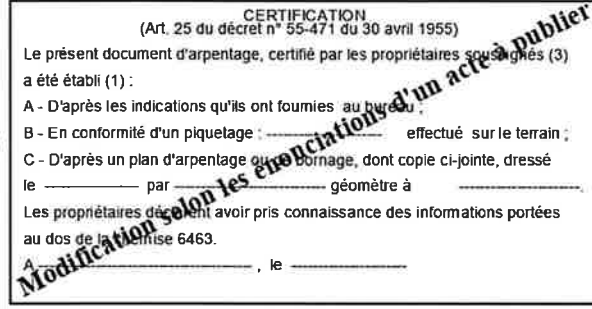 CERTIFICATION
(Art. 25 du décret n° 55-471 du 30 avril 1955)
Le présent document d'arpentage, certifié par les propriétaires soussignés (3)
a été établi (1) :
A - D'après les indications qu'ils ont fournies au bureau ;
B - En conformité d'un piquetage : ---------------------- effectué sur le terrain ;
C - D'après un plan d'arpentage ou de bornage, dont copie ci-jointe, dressé
le ------------------ par ---------------------------- géomètre à ----------------------.
Les propriétaires déclarent avoir pris connaissance des informations portées
au dos de la chemise 6463.
A ---------------------------------------- , le ----------------------
Modification selon les énonciations d'un acte à publier